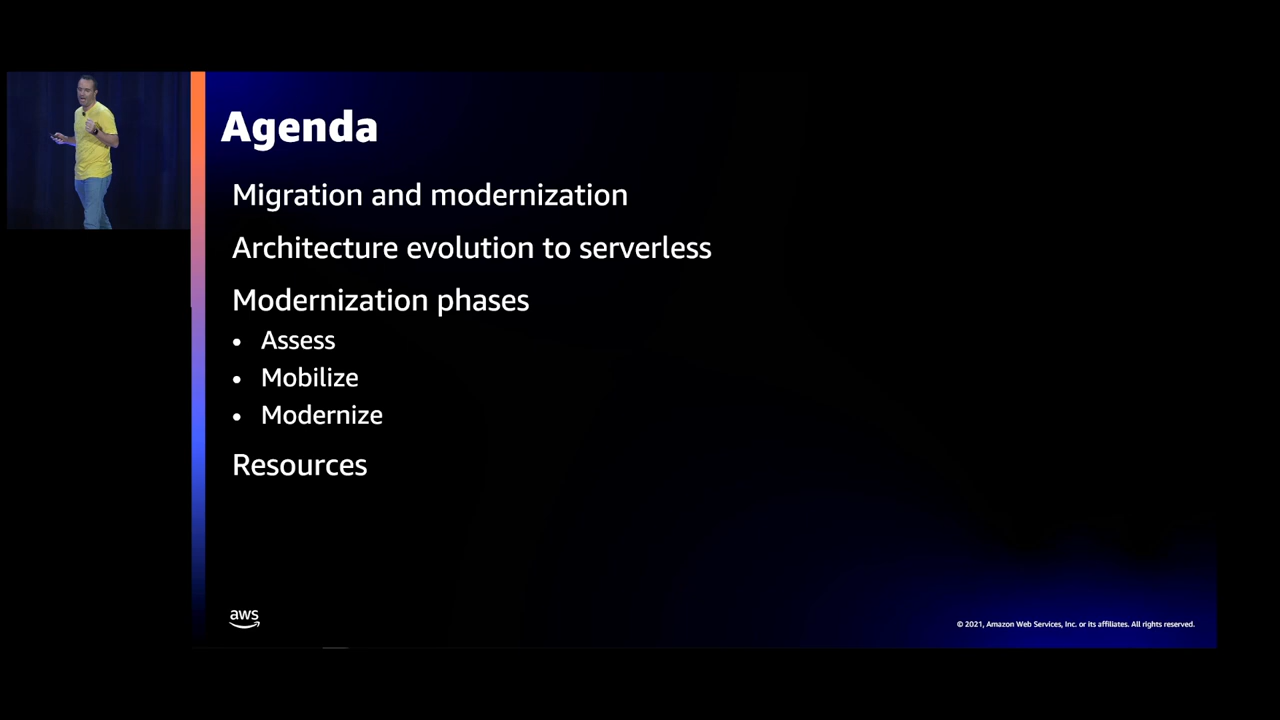 Agenda
Migration and modernization
Architecture evolution to serverless
Modernization phases
• Assess
• Mobilize
• Modernize
Resources
aws
© 2021, Amazon Web Services, Inc. or its affiliates. All rights reserved.